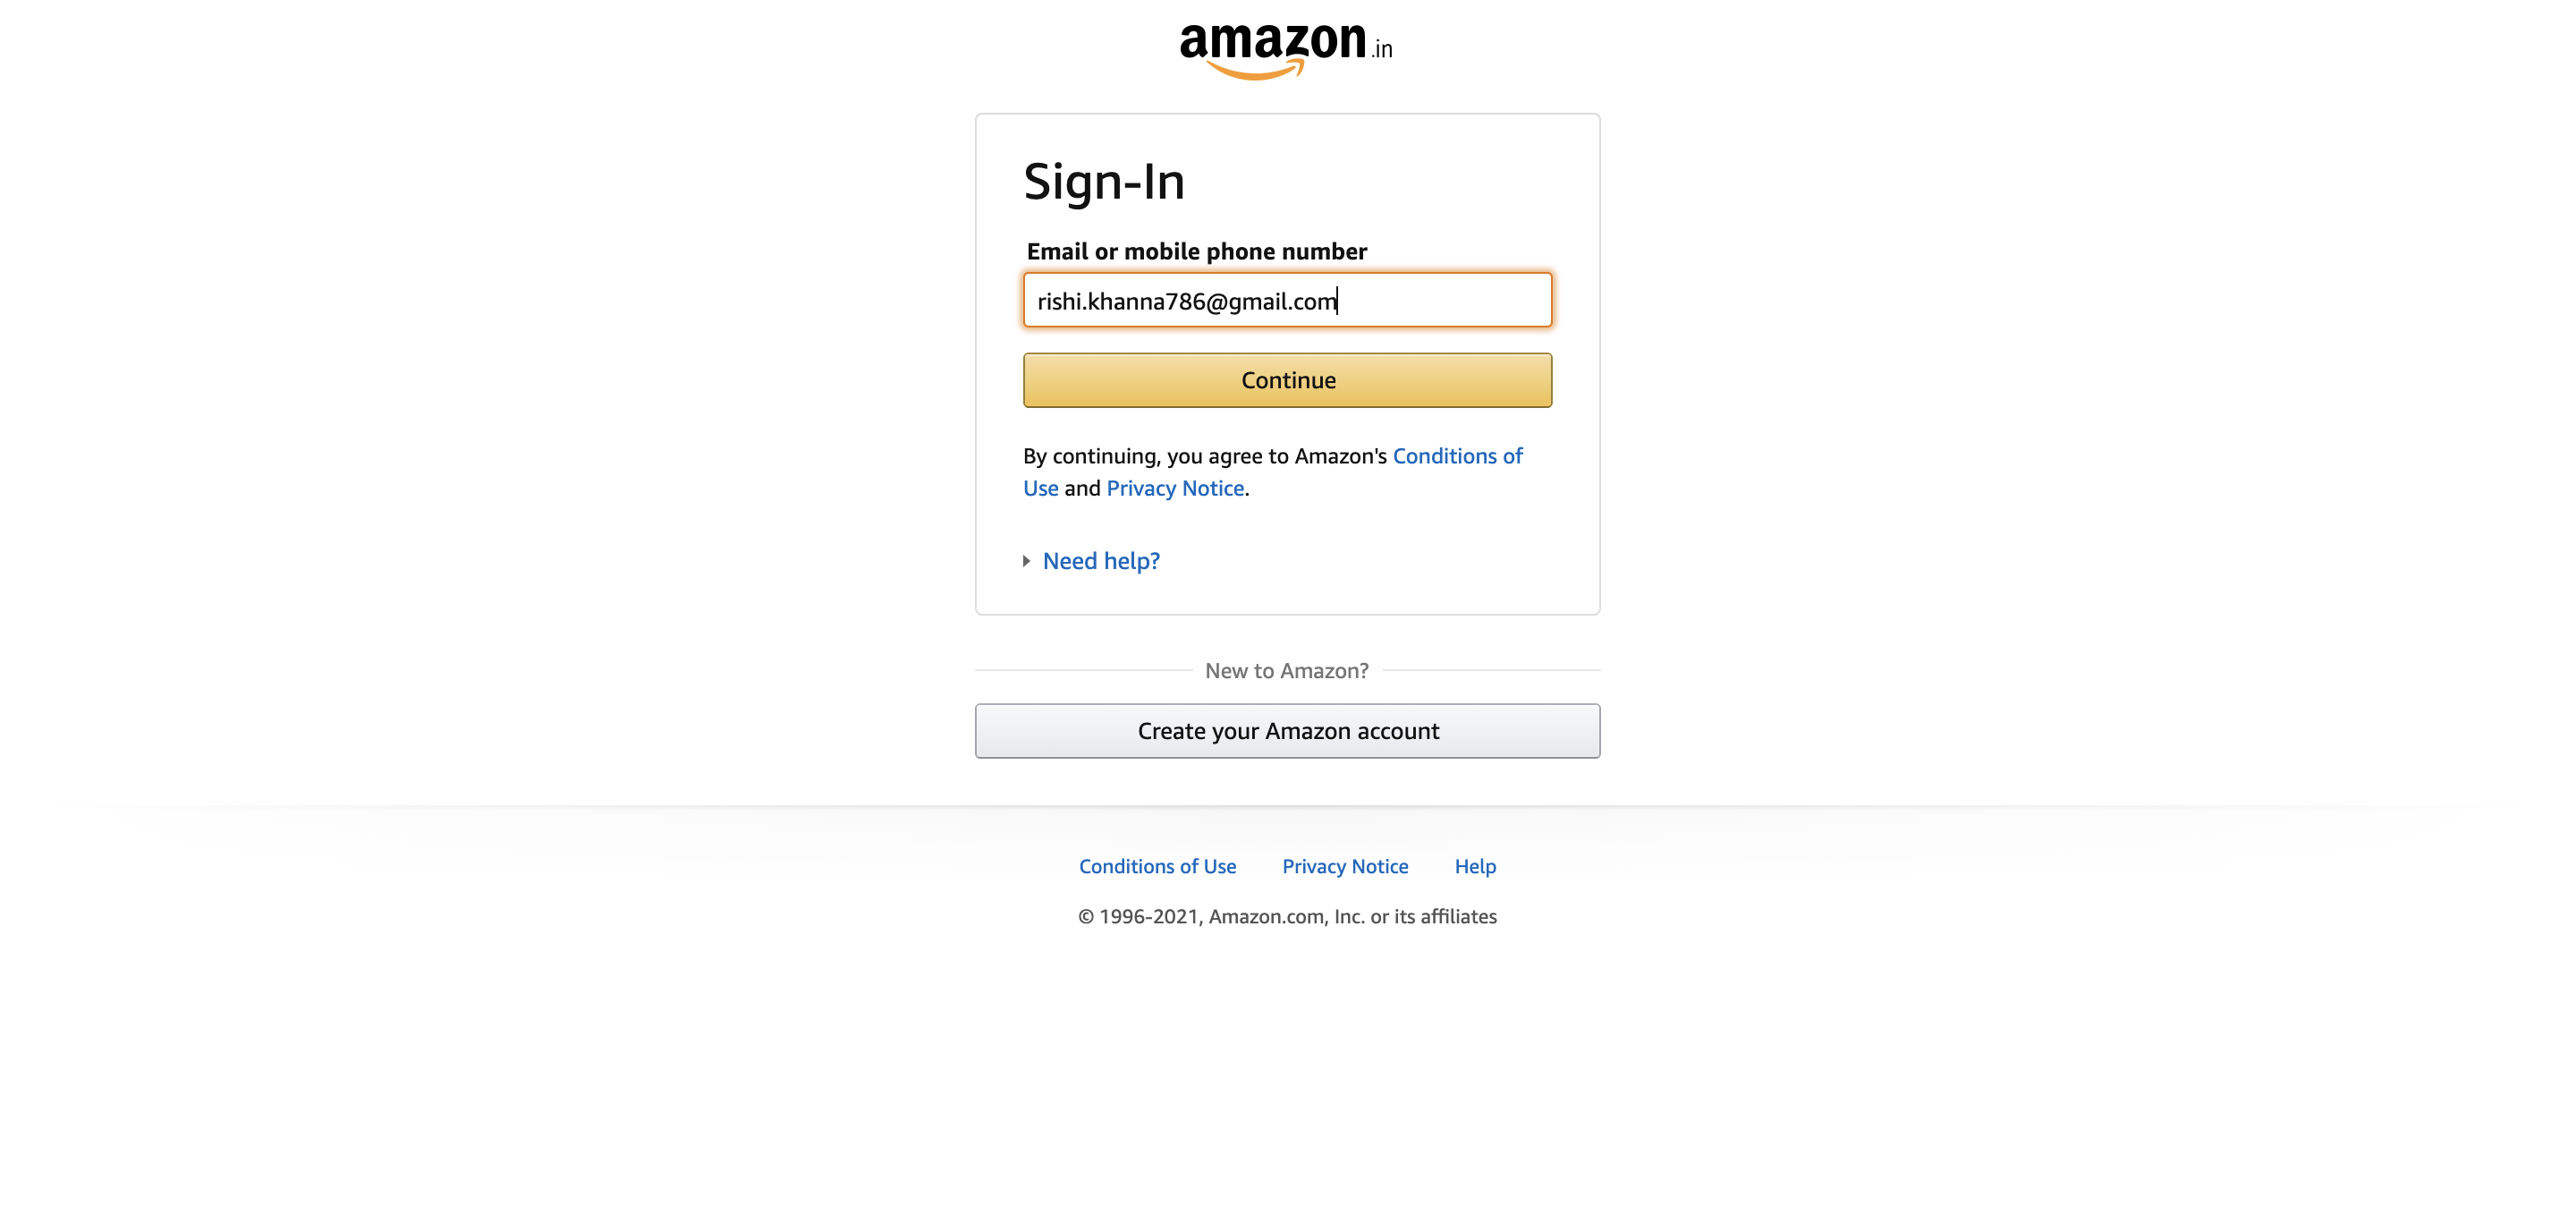 amazon.in
Sign-In
Email or mobile phone number
rishi.khanna786@gmail.com
Continue
By continuing, you agree to Amazon's Conditions of
Use and Privacy Notice.
Need help?
New to Amazon?
Create your Amazon account
Conditions of Use Privacy Notice Help
© 1996-2021, Amazon.com, Inc. or its affiliates